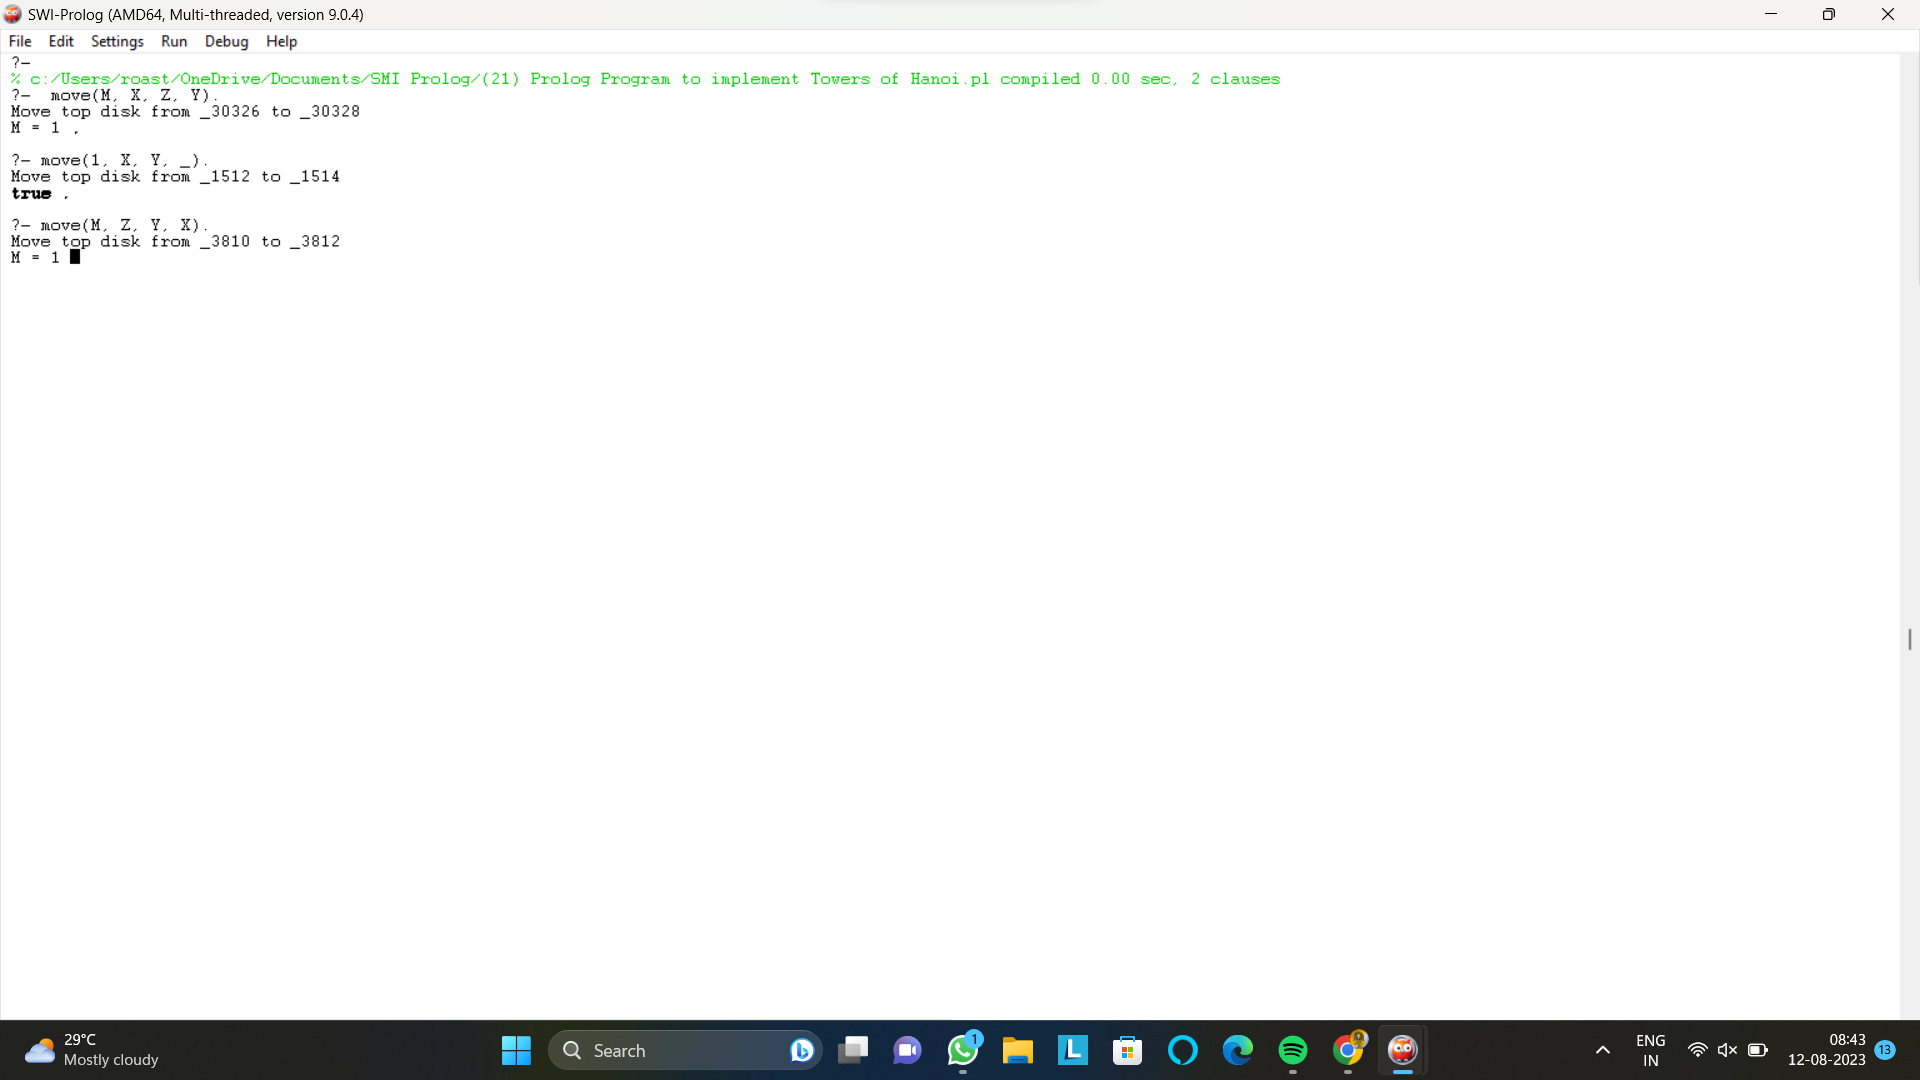 SWI-Prolog (AMD64, Multi-threaded, version 9.0.4)
File Edit Settings Run Debug Help
?-
% c:/Users/roast/OneDrive/Documents/SMI Prolog/(21) Prolog Program to implement Towers of Hanoi.pl compiled 0.00 sec, 2 clauses
?-  move(M, X, Z, Y).
Move top disk from _30326 to _30328
M = 1 .
?- move(1, X, Y, _).
Move top disk from _1512 to _1514
true .
?- move(M, Z, Y, X).
Move top disk from _3810 to _3812
M = 1
29°C
Mostly cloudy
Search
1
L
ENG
IN
08:43
12-08-2023
13